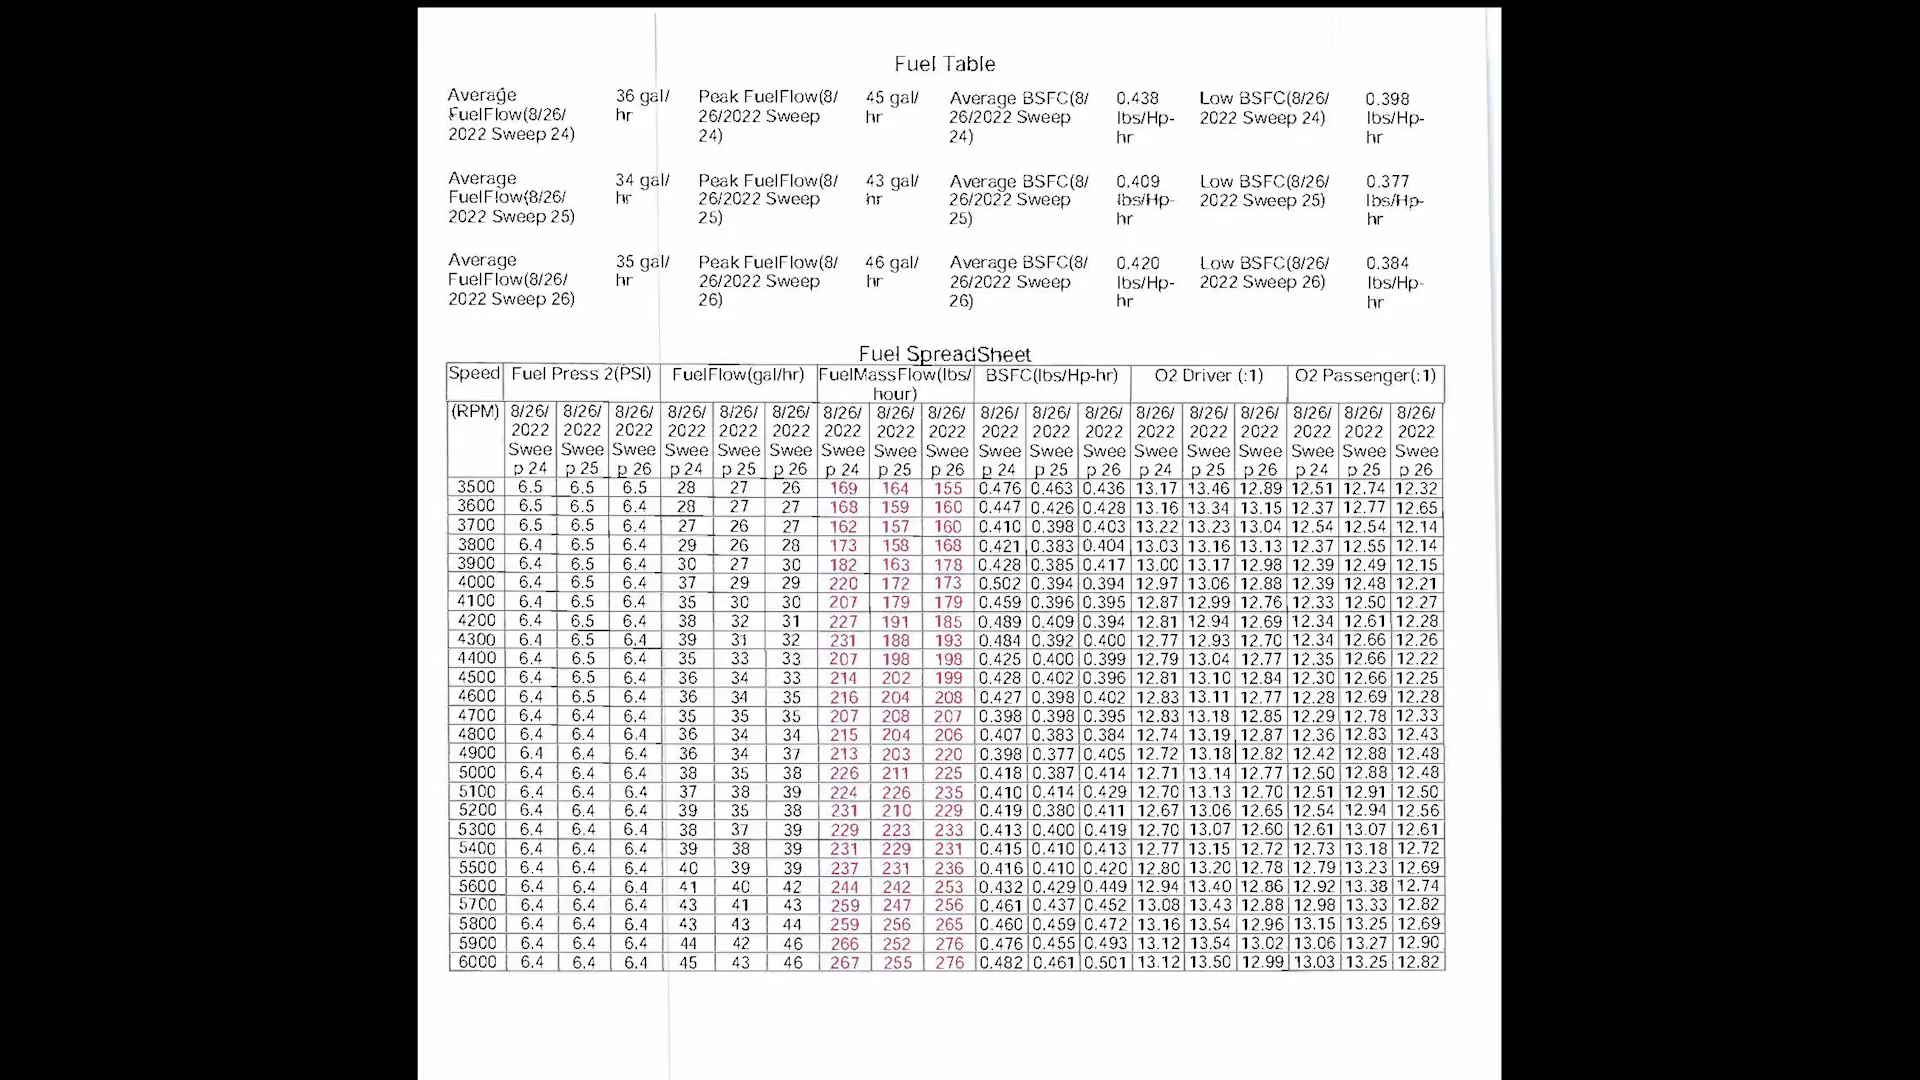 Fuel Table
Average FuelFlow(8/26/2022 Sweep 24) 36 gal/hr Peak FuelFlow(8/26/2022 Sweep 24) 45 gal/hr Average BSFC(8/26/2022 Sweep 24) 0.438 lbs/Hp-hr Low BSFC(8/26/2022 Sweep 24) 0.398 lbs/Hp-hr
Average FuelFlow(8/26/2022 Sweep 25) 34 gal/hr Peak FuelFlow(8/26/2022 Sweep 25) 43 gal/hr Average BSFC(8/26/2022 Sweep 25) 0.409 lbs/Hp-hr Low BSFC(8/26/2022 Sweep 25) 0.377 lbs/Hp-hr
Average FuelFlow(8/26/2022 Sweep 26) 35 gal/hr Peak FuelFlow(8/26/2022 Sweep 26) 46 gal/hr Average BSFC(8/26/2022 Sweep 26) 0.420 lbs/Hp-hr Low BSFC(8/26/2022 Sweep 26) 0.384 lbs/Hp-hr
Fuel SpreadSheet
Speed Fuel Press 2(PSI) FuelFlow(gal/hr) FuelMassFlow(lbs/hour) BSFC(lbs/Hp-hr) O2 Driver (:1) O2 Passenger(:1)
(RPM) 8/26/ 8/26/ 8/26/ 8/26/ 8/26/ 8/26/ 8/26/ 8/26/ 8/26/ 8/26/ 8/26/ 8/26/ 8/26/ 8/26/ 8/26/ 8/26/ 8/26/ 8/26/
2022 2022 2022 2022 2022 2022 2022 2022 2022 2022 2022 2022 2022 2022 2022 2022 2022 2022
Swee Swee Swee Swee Swee Swee Swee Swee Swee Swee Swee Swee Swee Swee Swee Swee Swee Swee
p 24 p 25 p 26 p 24 p 25 p 26 p 24 p 25 p 26 p 24 p 25 p 26 p 24 p 25 p 26 p 24 p 25 p 26
3500 6.5 6.5 6.5 28 27 26 169 164 155 0.476 0.463 0.436 13.17 13.46 12.89 12.51 12.74 12.32
3600 6.5 6.5 6.4 28 27 27 168 159 160 0.447 0.426 0.428 13.16 13.34 13.15 12.37 12.77 12.65
3700 6.5 6.5 6.4 27 26 27 162 157 160 0.410 0.398 0.403 13.22 13.23 13.04 12.54 12.54 12.14
3800 6.4 6.5 6.4 29 26 28 173 158 168 0.421 0.383 0.404 13.03 13.16 13.13 12.37 12.55 12.14
3900 6.4 6.5 6.4 30 27 30 182 163 178 0.428 0.385 0.417 13.00 13.17 12.98 12.39 12.49 12.15
4000 6.4 6.5 6.4 37 29 29 220 172 173 0.502 0.394 0.394 12.97 13.06 12.88 12.39 12.48 12.21
4100 6.4 6.5 6.4 35 30 30 207 179 179 0.459 0.396 0.395 12.87 12.99 12.76 12.33 12.50 12.27
4200 6.4 6.5 6.4 38 32 31 227 191 185 0.489 0.409 0.394 12.81 12.94 12.69 12.34 12.61 12.28
4300 6.4 6.5 6.4 39 31 32 231 188 193 0.484 0.392 0.400 12.77 12.93 12.70 12.34 12.66 12.26
4400 6.4 6.5 6.4 35 33 33 207 198 198 0.425 0.400 0.399 12.79 13.04 12.77 12.35 12.66 12.22
4500 6.4 6.5 6.4 36 34 33 214 202 199 0.428 0.402 0.396 12.81 13.10 12.84 12.30 12.66 12.25
4600 6.4 6.5 6.4 36 34 35 216 204 208 0.427 0.398 0.402 12.83 13.11 12.77 12.28 12.69 12.28
4700 6.4 6.4 6.4 35 35 35 207 208 207 0.398 0.398 0.395 12.83 13.18 12.85 12.29 12.78 12.33
4800 6.4 6.4 6.4 36 34 34 215 204 206 0.407 0.383 0.384 12.74 13.19 12.87 12.36 12.83 12.43
4900 6.4 6.4 6.4 36 34 37 213 203 220 0.398 0.377 0.405 12.72 13.18 12.82 12.42 12.88 12.48
5000 6.4 6.4 6.4 38 35 38 226 211 225 0.418 0.387 0.414 12.71 13.14 12.77 12.50 12.88 12.48
5100 6.4 6.4 6.4 37 38 39 224 226 235 0.410 0.414 0.429 12.70 13.13 12.70 12.51 12.91 12.50
5200 6.4 6.4 6.4 39 35 38 231 210 229 0.419 0.380 0.411 12.67 13.06 12.65 12.54 12.94 12.56
5300 6.4 6.4 6.4 38 37 39 229 223 233 0.413 0.400 0.419 12.70 13.07 12.60 12.61 13.07 12.61
5400 6.4 6.4 6.4 39 38 39 231 229 231 0.415 0.410 0.413 12.77 13.15 12.72 12.73 13.18 12.72
5500 6.4 6.4 6.4 40 39 39 237 231 236 0.416 0.410 0.420 12.80 13.20 12.78 12.79 13.23 12.69
5600 6.4 6.4 6.4 41 40 42 244 242 253 0.432 0.429 0.449 12.94 13.40 12.86 12.92 13.38 12.74
5700 6.4 6.4 6.4 43 41 43 259 247 256 0.461 0.437 0.452 13.08 13.43 12.88 12.98 13.33 12.82
5800 6.4 6.4 6.4 43 43 44 259 256 265 0.460 0.459 0.472 13.16 13.54 12.96 13.15 13.25 12.69
5900 6.4 6.4 6.4 44 42 46 266 252 276 0.476 0.455 0.493 13.12 13.54 13.02 13.06 13.27 12.90
6000 6.4 6.4 6.4 45 43 46 267 255 276 0.482 0.461 0.501 13.12 13.50 12.99 13.03 13.25 12.82